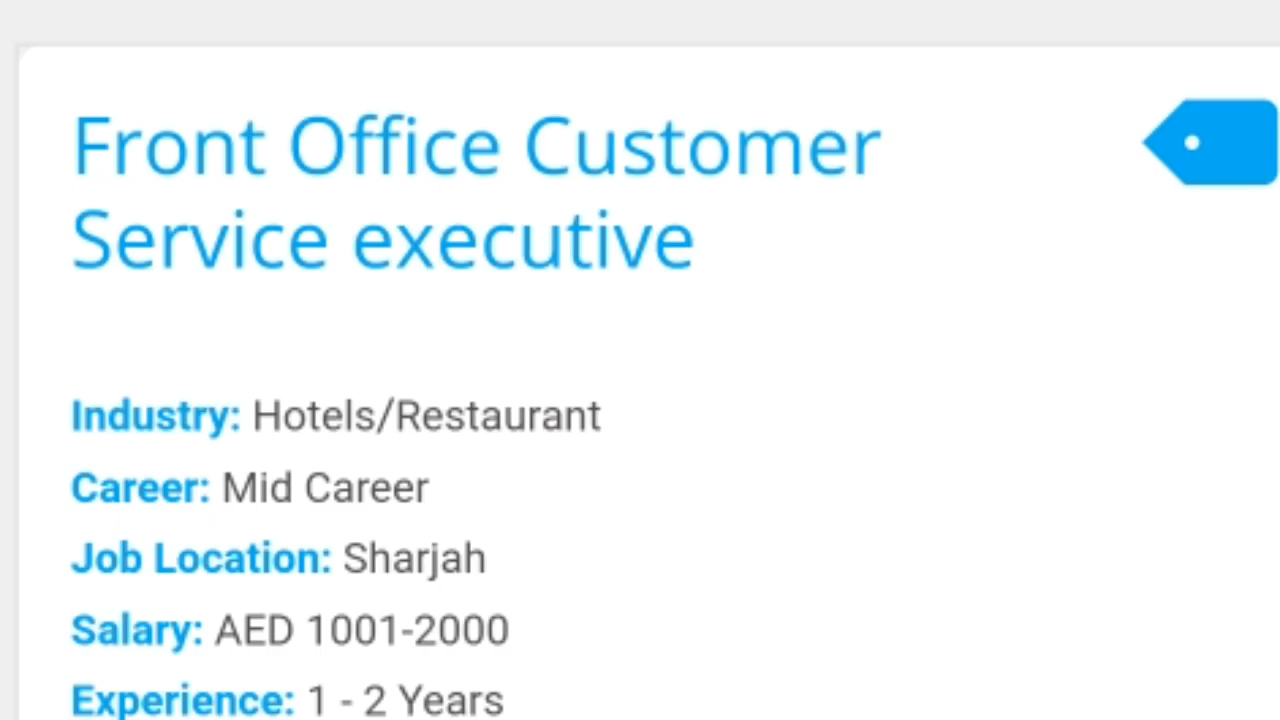 Front Office Customer
Service executive
Industry: Hotels/Restaurant
Career: Mid Career
Job Location: Sharjah
Salary: AED 1001-2000
Experience: 1 - 2 Years